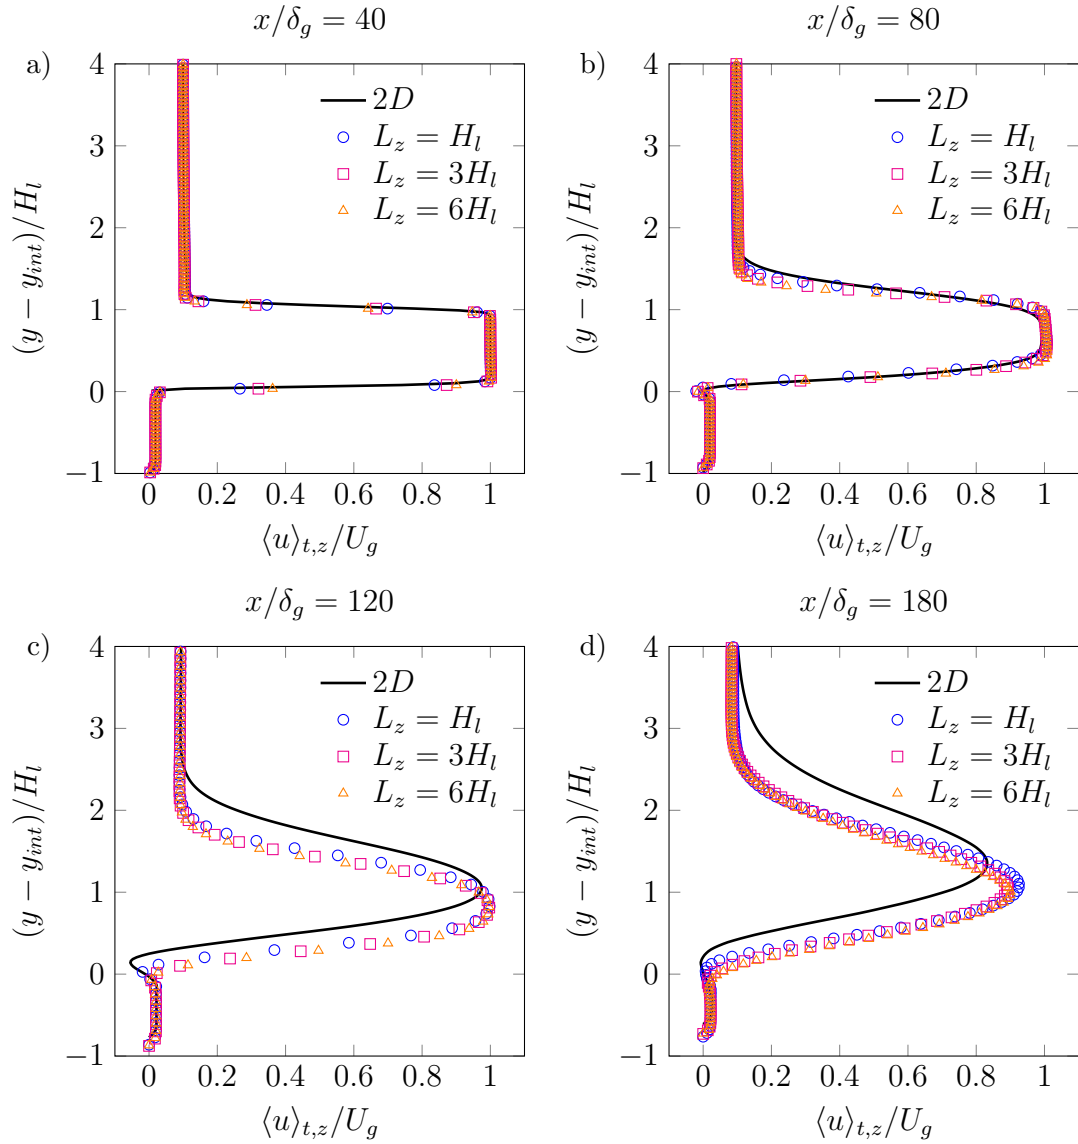 x/δ_g = 40
a)
4
3
2
1
0
−1
(y − y_int)/H_l
2D
L_z = H_l
L_z = 3H_l
L_z = 6H_l
0 0.2 0.4 0.6 0.8 1
⟨u⟩_t,z/U_g
x/δ_g = 80
b)
4
3
2
1
0
−1
(y − y_int)/H_l
2D
L_z = H_l
L_z = 3H_l
L_z = 6H_l
0 0.2 0.4 0.6 0.8 1
⟨u⟩_t,z/U_g
x/δ_g = 120
c)
4
3
2
1
0
−1
(y − y_int)/H_l
2D
L_z = H_l
L_z = 3H_l
L_z = 6H_l
0 0.2 0.4 0.6 0.8 1
⟨u⟩_t,z/U_g
x/δ_g = 180
d)
4
3
2
1
0
−1
(y − y_int)/H_l
2D
L_z = H_l
L_z = 3H_l
L_z = 6H_l
0 0.2 0.4 0.6 0.8 1
⟨u⟩_t,z/U_g